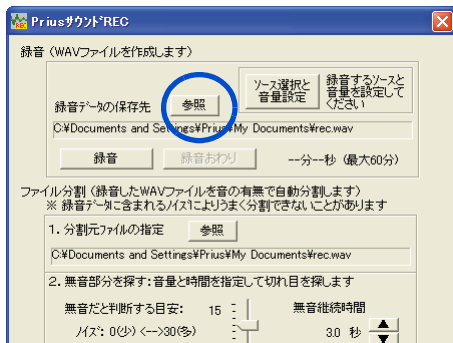 PriusｻｳﾝﾄﾞREC
録音（WAVファイルを作成します）
ソース選択と
音量設定
録音するソースと
音量を設定して
ください
録音ﾃﾞｰﾀの保存先
参照
C:¥Documents and Settings¥Prius¥My Documents¥rec.wav
録音
録音おわり
--分--秒（最大60分）
ファイル分割（録音したWAVファイルを音の有無で自動分割します）
※ 録音ﾃﾞｰﾀに含まれるﾉｲｽﾞによりうまく分割できないことがあります
1. 分割元ﾌｧｲﾙの指定
参照
C:¥Documents and Settings¥Prius¥My Documents¥rec.wav
2. 無音部分を探す：音量と時間を指定して切れ目を探します
無音だと判断する目安： 15
無音継続時間
ﾉｲｽﾞ：0(少) <-->30(多)
3.0 秒